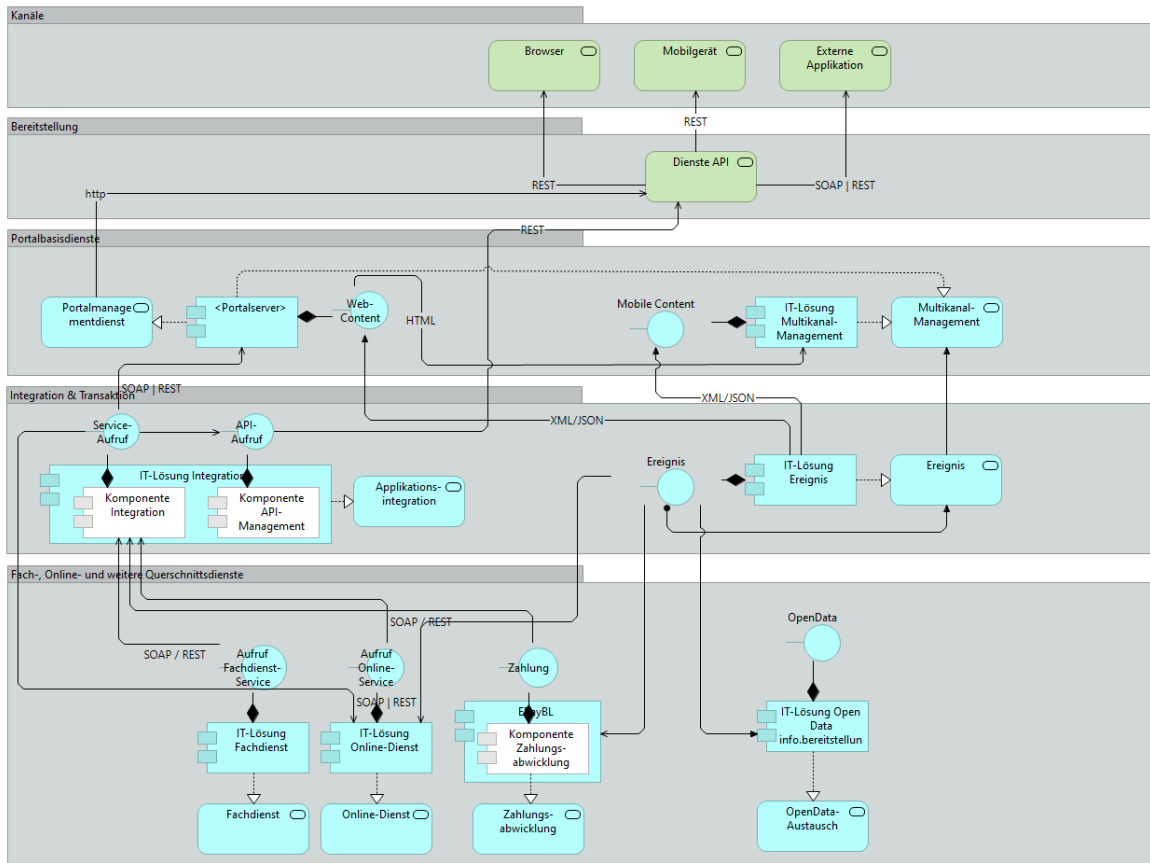 Kanäle
Browser
Mobilgerät
Externe
Applikation
REST
Bereitstellung
Dienste API
REST
SOAP | REST
http
REST
Portalbasisdienste
Portalmanage
mentdienst
<Portalserver>
Web-
Content
HTML
Mobile Content
IT-Lösung
Multikanal-
Management
Multikanal-
Management
SOAP | REST
Integration & Transaktion
XML/JSON
XML/JSON
Service-
Aufruf
API-
Aufruf
IT-Lösung Integration
Komponente
Integration
Komponente
API-
Management
Applikations-
integration
Ereignis
IT-Lösung
Ereignis
Ereignis
Fach-, Online- und weitere Querschnittsdienste
SOAP / REST
SOAP / REST
Aufruf
Fachdienst-
Service
Aufruf
Online-
Service
Zahlung
OpenData
SOAP | REST
IT-Lösung
Fachdienst
IT-Lösung
Online-Dienst
Komponente
Zahlungs-
abwicklung
IT-Lösung Open
Data
info.bereitstellun
Fachdienst
Online-Dienst
Zahlungs-
abwicklung
OpenData-
Austausch